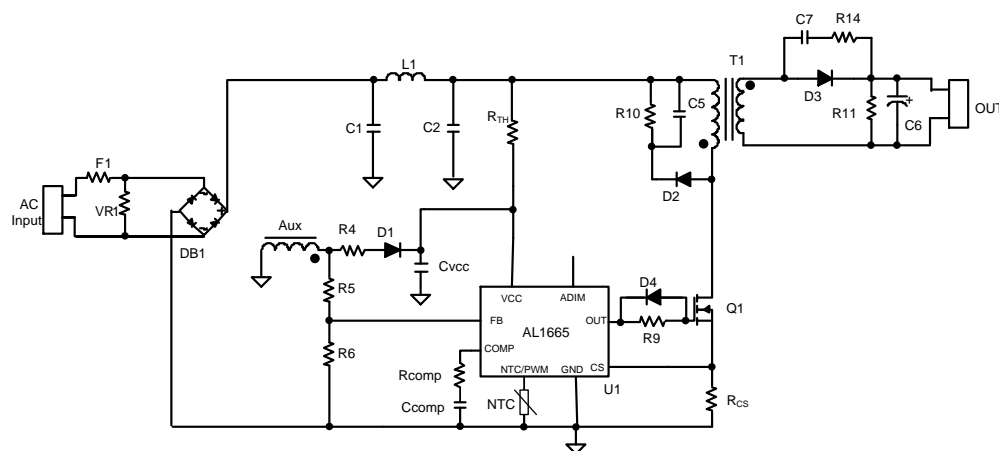 C7
R14
T1
L1
D3
R10
C5
R11
C6
OUT
C1
C2
RTH
F1
D2
AC
Input
VR1
DB1
Aux
R4
D1
Cvcc
R5
VCC
ADIM
D4
Q1
FB
OUT
AL1665
R9
R6
COMP
NTC/PWM
GND
CS
U1
Rcomp
Ccomp
NTC
RCS